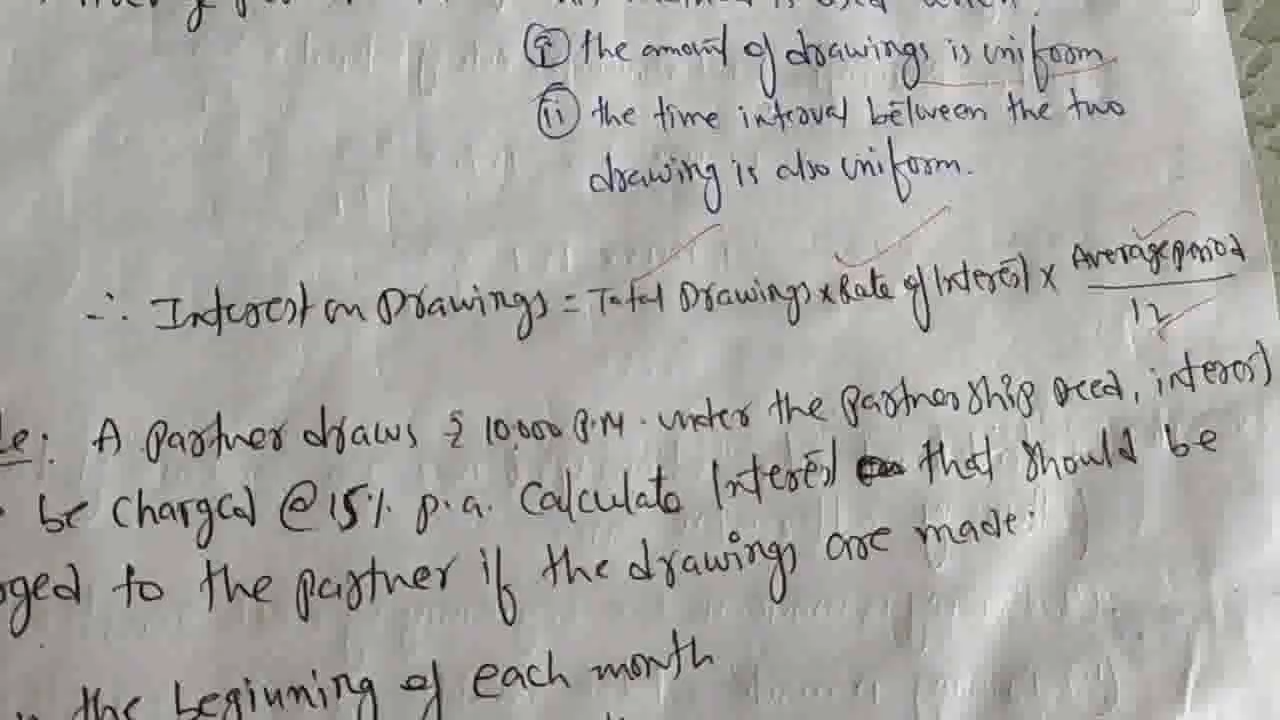 (i) the amount of drawings is uniform
(ii) the time interval between the two
drawing is also uniform.
∴ Interest on Drawings = Total Drawings × Rate of Interest × Average period / 12
le: A partner draws ₹ 10,000 P.M. under the partnership deed, interest
be charged @ 15% p.a. Calculate Interest that should be
ged to the partner if the drawings are made:
the beginning of each month